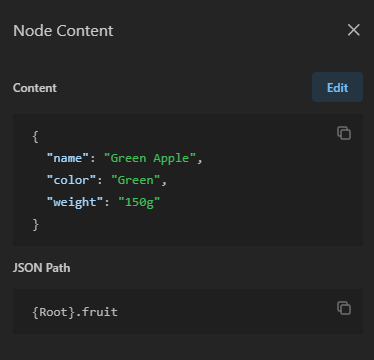 Node Content
Content
Edit
{
  "name": "Green Apple",
  "color": "Green",
  "weight": "150g"
}
JSON Path
{Root}.fruit